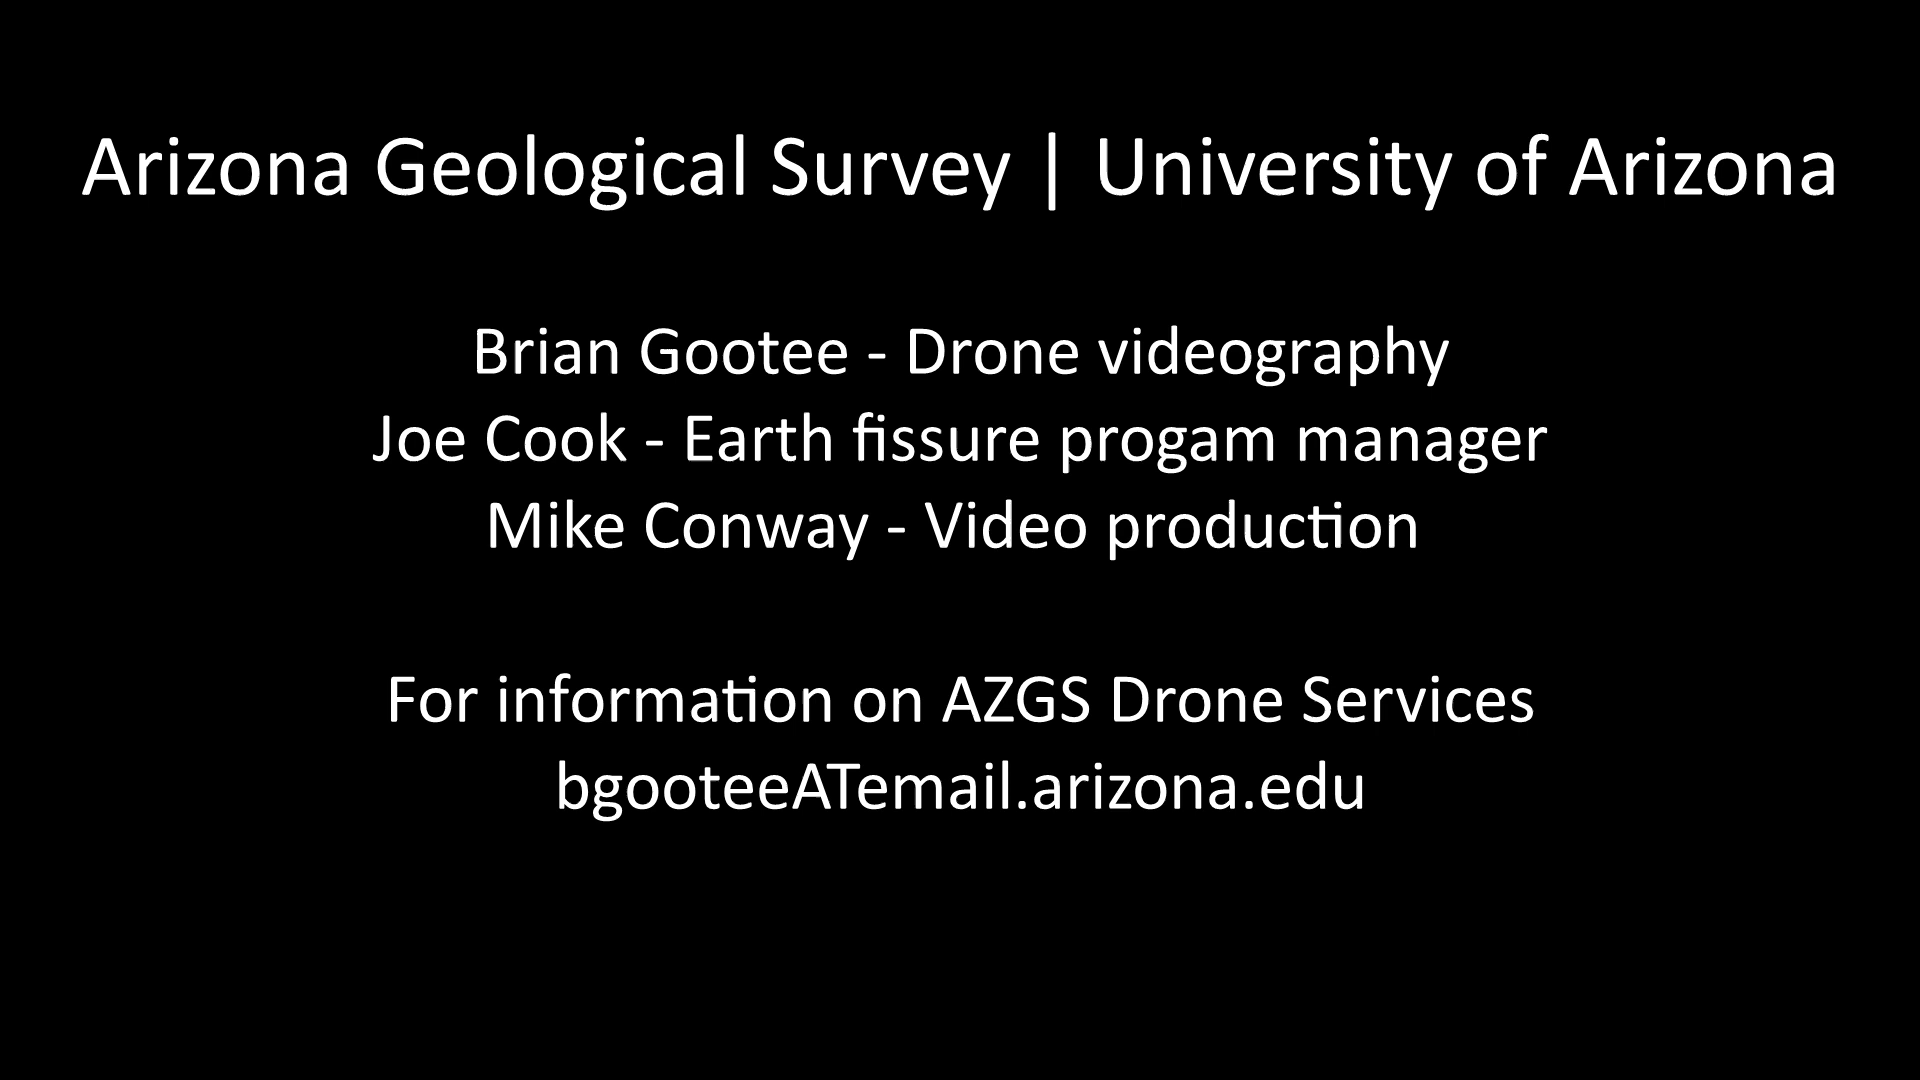 Arizona Geological Survey | University of Arizona
Brian Gootee - Drone videography
Joe Cook - Earth fissure progam manager
Mike Conway - Video production
For information on AZGS Drone Services
bgooteeATemail.arizona.edu